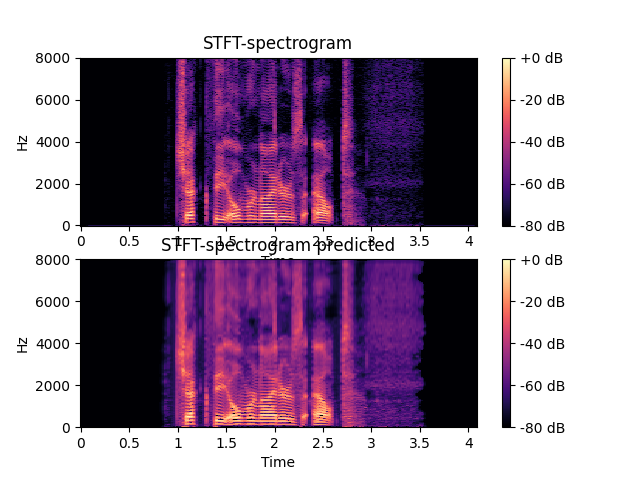 STFT-spectrogram
8000
6000
4000
2000
0
Hz
0 0.5 1 1.5 2 2.5 3 3.5 4
Time
+0 dB
-20 dB
-40 dB
-60 dB
-80 dB
STFT-spectrogram predicted
8000
6000
4000
2000
0
Hz
0 0.5 1 1.5 2 2.5 3 3.5 4
Time
+0 dB
-20 dB
-40 dB
-60 dB
-80 dB